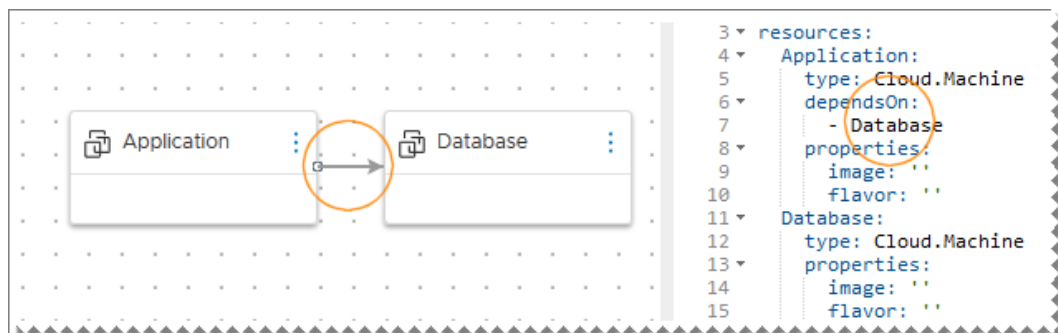 Application
Database
3 resources:
4 Application:
5 type: Cloud.Machine
6 dependsOn:
7 - Database
8 properties:
9 image: ''
10 flavor: ''
11 Database:
12 type: Cloud.Machine
13 properties:
14 image: ''
15 flavor: ''